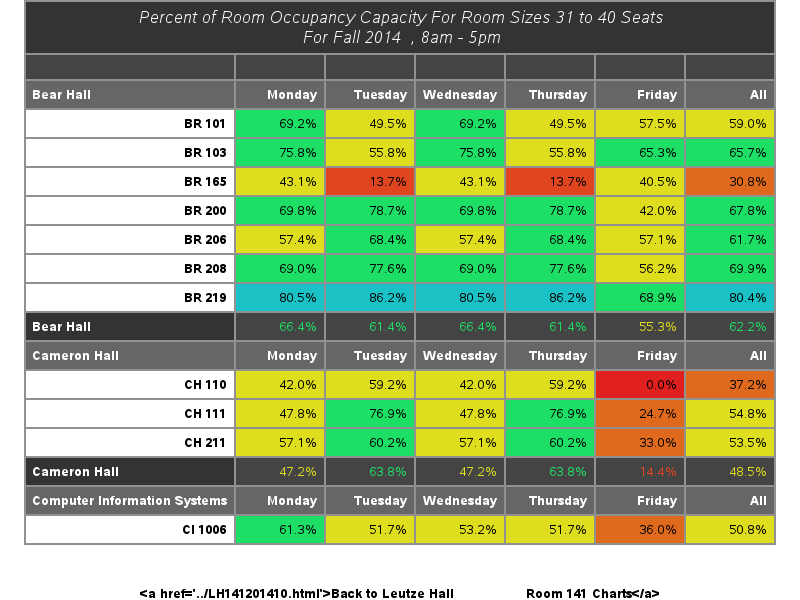 Percent of Room Occupancy Capacity For Room Sizes 31 to 40 Seats
For Fall 2014 , 8am - 5pm
Bear Hall Monday Tuesday Wednesday Thursday Friday All
BR 101 69.2% 49.5% 69.2% 49.5% 57.5% 59.0%
BR 103 75.8% 55.8% 75.8% 55.8% 65.3% 65.7%
BR 165 43.1% 13.7% 43.1% 13.7% 40.5% 30.8%
BR 200 69.8% 78.7% 69.8% 78.7% 42.0% 67.8%
BR 206 57.4% 68.4% 57.4% 68.4% 57.1% 61.7%
BR 208 69.0% 77.6% 69.0% 77.6% 56.2% 69.9%
BR 219 80.5% 86.2% 80.5% 86.2% 68.9% 80.4%
Bear Hall 66.4% 61.4% 66.4% 61.4% 55.3% 62.2%
Cameron Hall Monday Tuesday Wednesday Thursday Friday All
CH 110 42.0% 59.2% 42.0% 59.2% 0.0% 37.2%
CH 111 47.8% 76.9% 47.8% 76.9% 24.7% 54.8%
CH 211 57.1% 60.2% 57.1% 60.2% 33.0% 53.5%
Cameron Hall 47.2% 63.8% 47.2% 63.8% 14.4% 48.5%
Computer Information Systems Monday Tuesday Wednesday Thursday Friday All
CI 1006 61.3% 51.7% 53.2% 51.7% 36.0% 50.8%
<a href='../LH141201410.html'>Back to Leutze Hall Room 141 Charts</a>